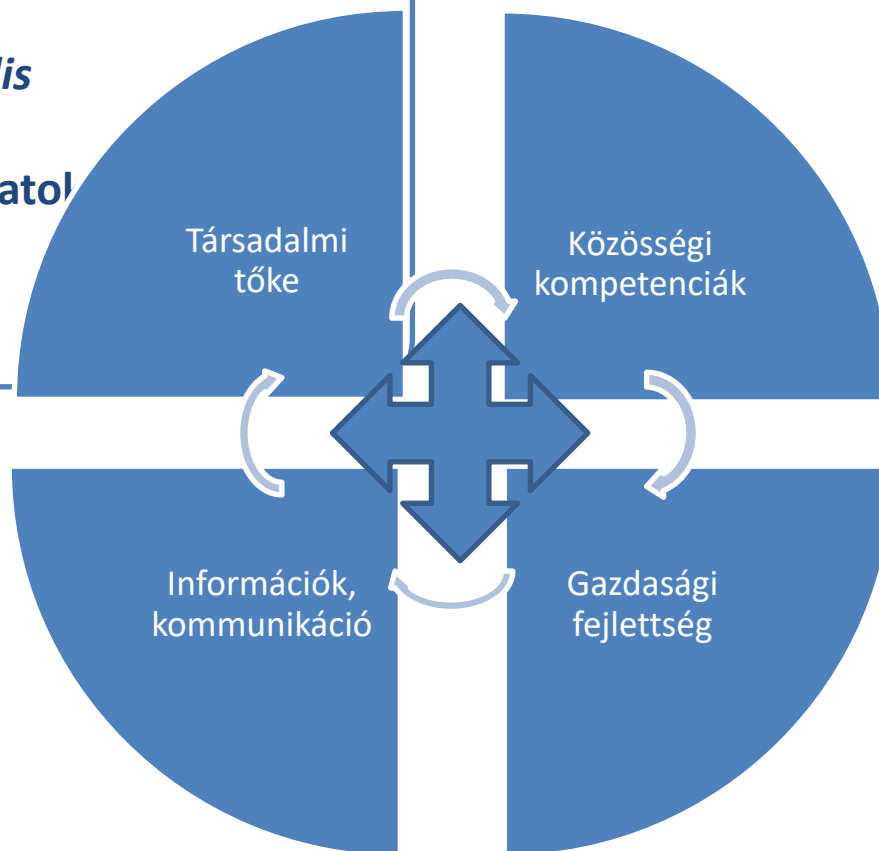 Társadalmi
tőke
Közösségi
kompetenciák
Információk,
kommunikáció
Gazdasági
fejlettség